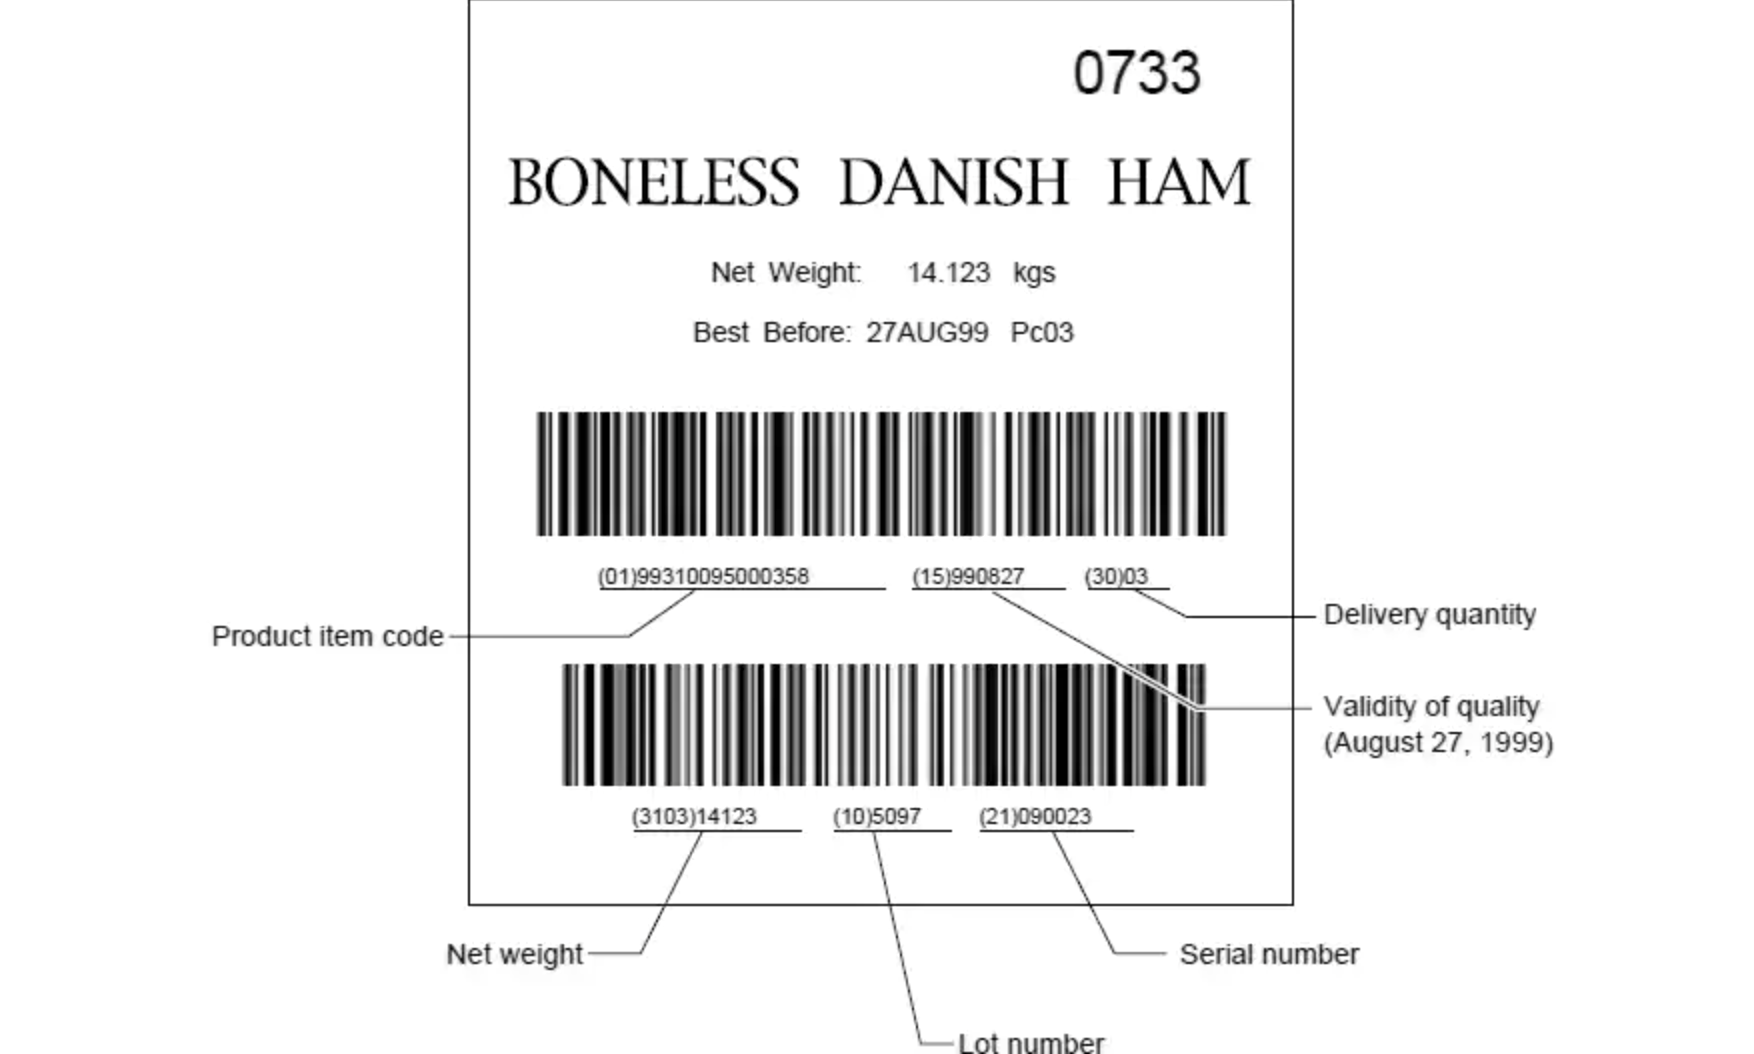 0733
BONELESS DANISH HAM
Net Weight: 14.123 kgs
Best Before: 27AUG99 Pc03
(01)99310095000358 (15)990827 (30)03
Delivery quantity
Product item code
Validity of quality
(August 27, 1999)
(3103)14123 (10)5097 (21)090023
Net weight
Serial number
Lot number